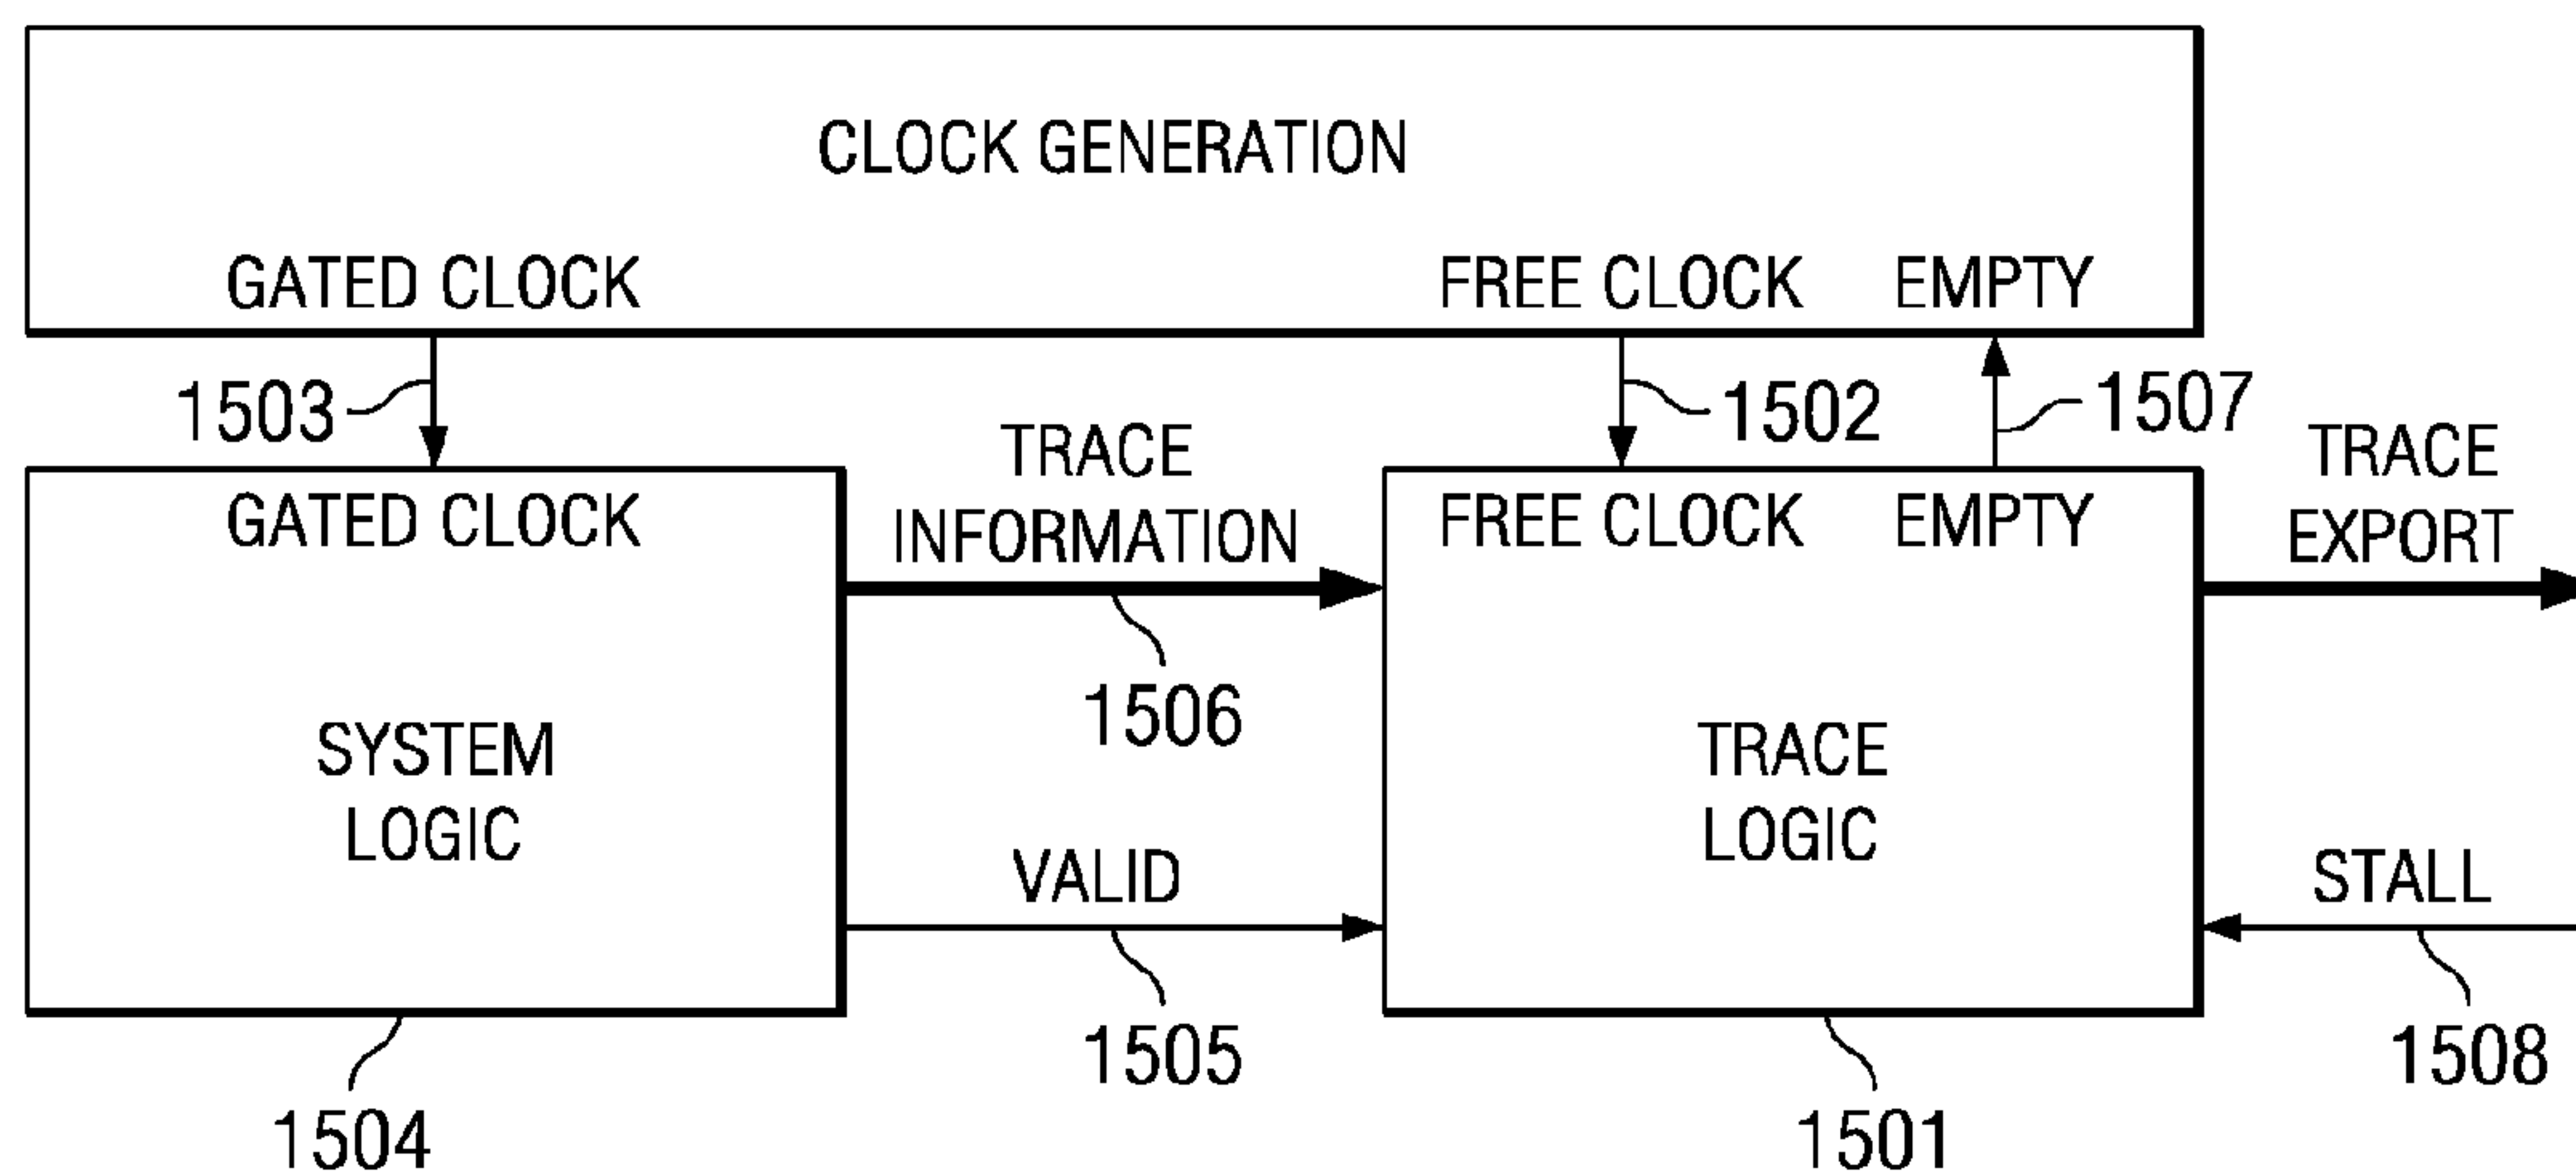 CLOCK GENERATION
GATED CLOCK
FREE CLOCK
EMPTY
1503
1502
1507
TRACE
INFORMATION
TRACE
EXPORT
GATED CLOCK
FREE CLOCK
EMPTY
1506
SYSTEM
LOGIC
TRACE
LOGIC
VALID
STALL
1505
1508
1504
1501